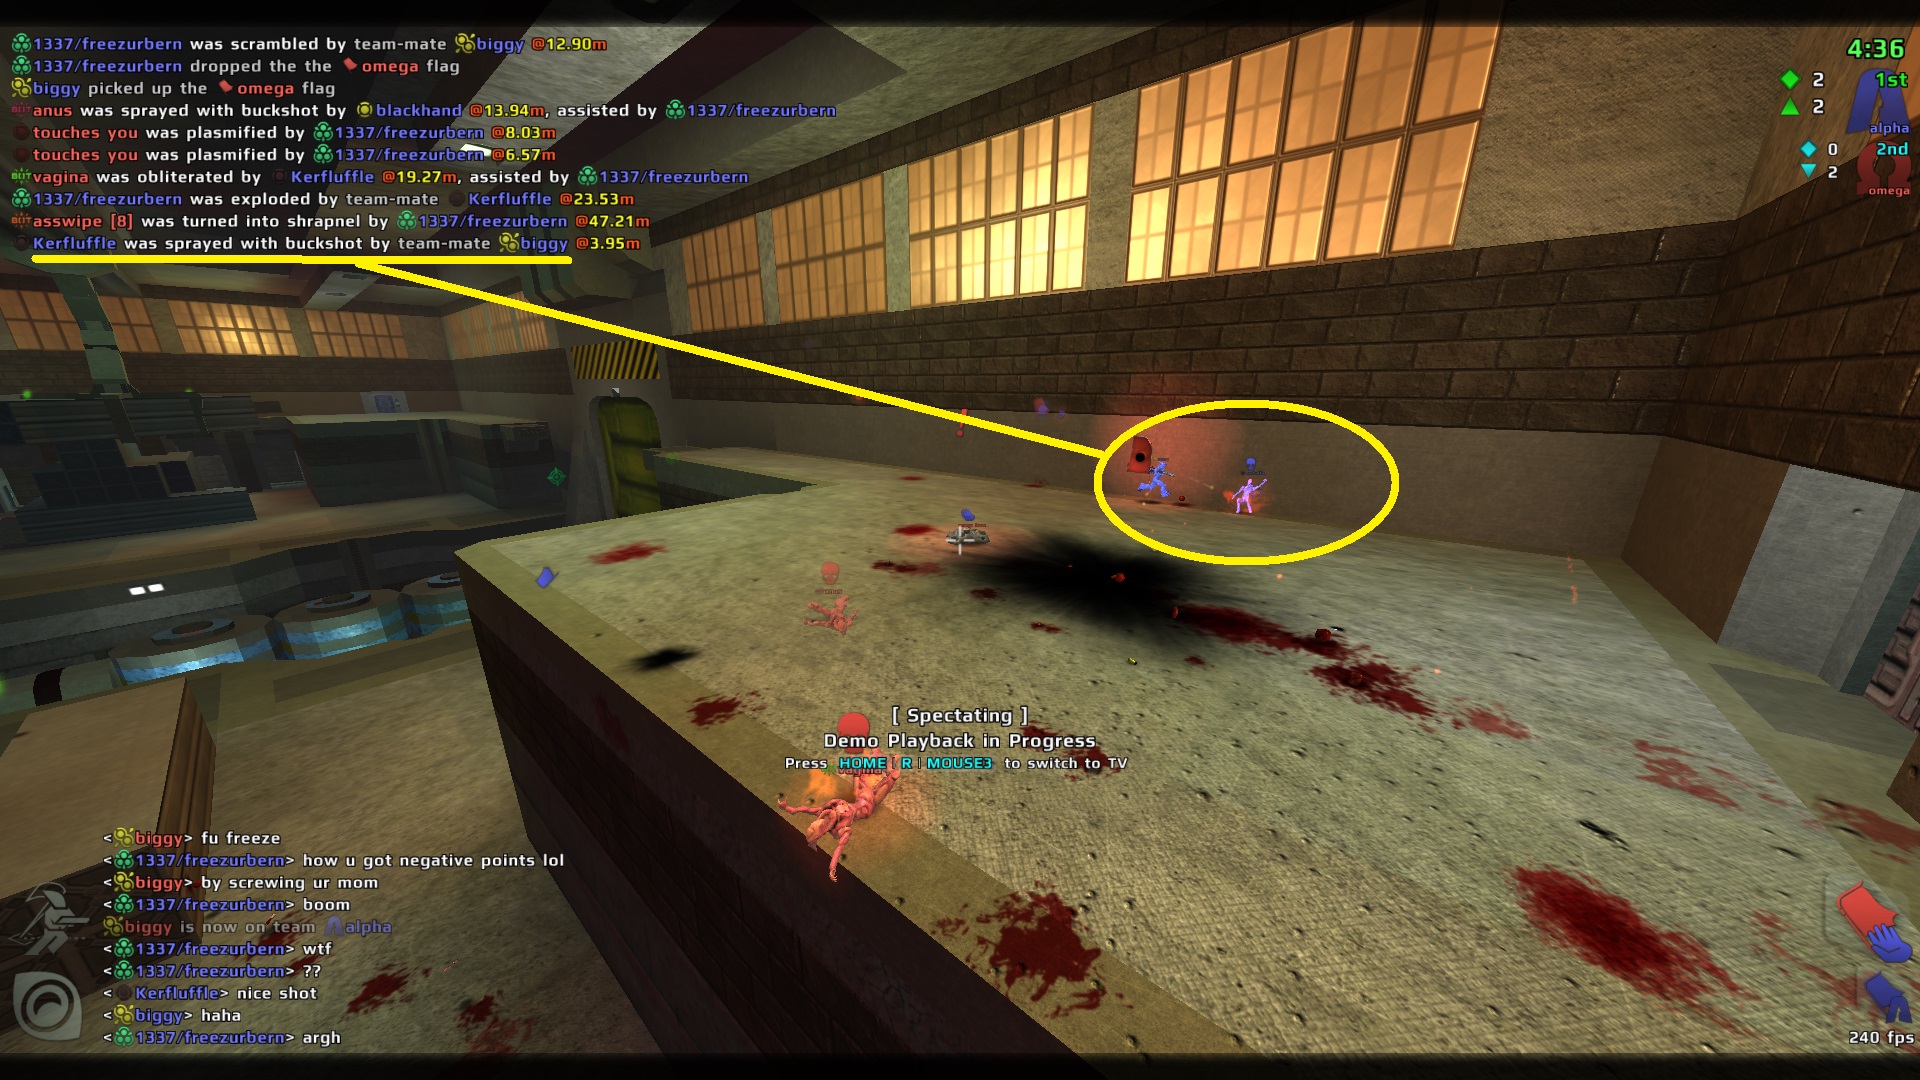 1337/freezurbern was scrambled by team-mate biggy @12.90m
1337/freezurbern dropped the the omega flag
biggy picked up the omega flag
anus was sprayed with buckshot by blackhand @13.94m, assisted by 1337/freezurbern
touches you was plasmified by 1337/freezurbern @8.03m
touches you was plasmified by 1337/freezurbern @6.57m
BOT vagina was obliterated by Kerfluffle @19.27m, assisted by 1337/freezurbern
1337/freezurbern was exploded by team-mate Kerfluffle @23.53m
BOT asswipe [8] was turned into shrapnel by 1337/freezurbern @47.21m
Kerfluffle was sprayed with buckshot by team-mate biggy @3.95m
4:36
2 1st
2
alpha
0 2nd
2
omega
[ Spectating ]
Demo Playback in Progress
Press HOME | R | MOUSE3 to switch to TV
vagina
<biggy> fu freeze
<1337/freezurbern> how u got negative points lol
<biggy> by screwing ur mom
<1337/freezurbern> boom
biggy is now on team alpha
<1337/freezurbern> wtf
<1337/freezurbern> ??
<Kerfluffle> nice shot
<biggy> haha
<1337/freezurbern> argh
240 fps